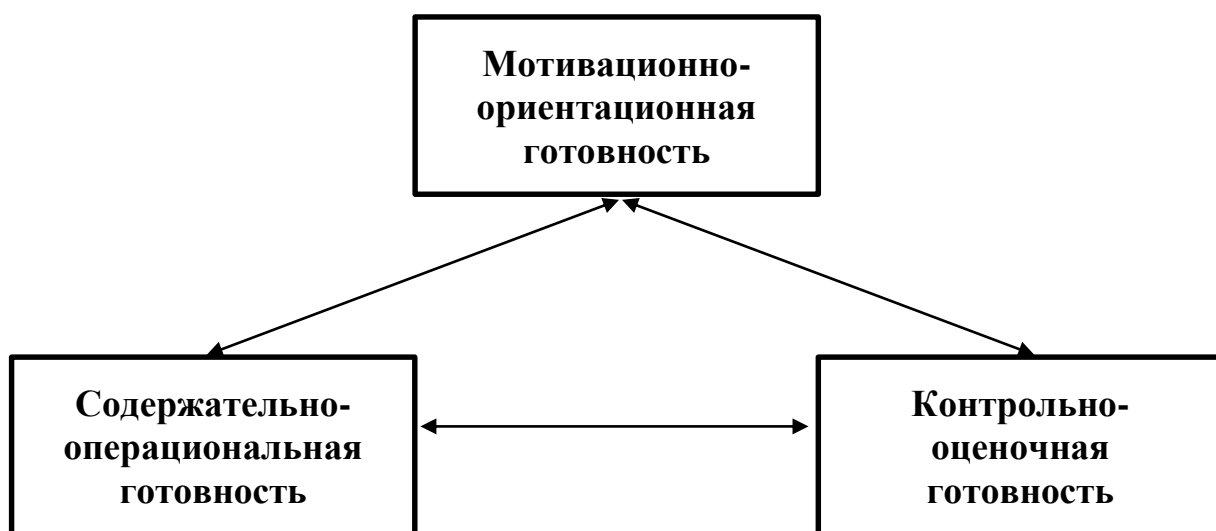 Мотивационно-
ориентационная
готовность
Содержательно-
операциональная
готовность
Контрольно-
оценочная
готовность